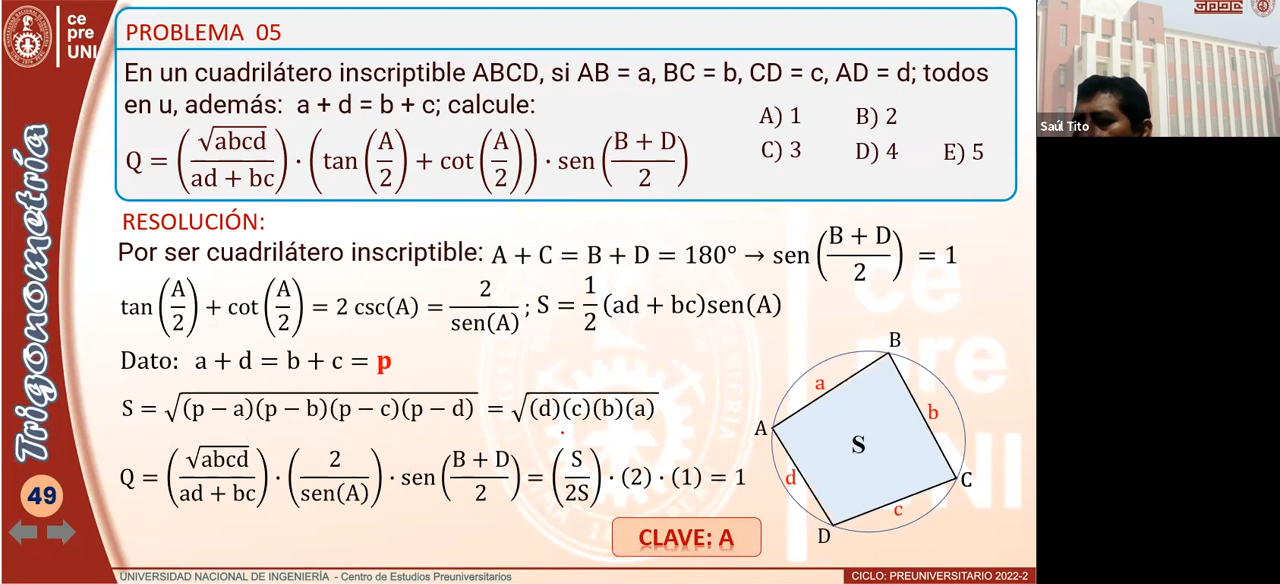 ce
pre
UNI
PROBLEMA 05
En un cuadrilátero inscriptible ABCD, si AB = a, BC = b, CD = c, AD = d; todos
en u, además: a + d = b + c; calcule:
Q = (√abcd / (ad + bc)) · (tan(A/2) + cot(A/2)) · sen((B + D)/2)
A) 1 B) 2
C) 3 D) 4 E) 5
RESOLUCIÓN:
Por ser cuadrilátero inscriptible: A + C = B + D = 180° → sen((B + D)/2) = 1
tan(A/2) + cot(A/2) = 2 csc(A) = 2/sen(A) ; S = 1/2 (ad + bc)sen(A)
Dato: a + d = b + c = p
S = √(p − a)(p − b)(p − c)(p − d) = √(d)(c)(b)(a)
Q = (√abcd / (ad + bc)) · (2/sen(A)) · sen((B + D)/2) = (S/2S) · (2) · (1) = 1
CLAVE: A
B
a
b
A
S
d
C
c
D
Trigonometría
49
UNIVERSIDAD NACIONAL DE INGENIERÍA - Centro de Estudios Preuniversitarios
CICLO: PREUNIVERSITARIO 2022-2
Saúl Tito